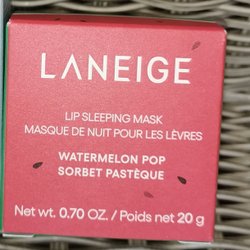 LANEIGE
LIP SLEEPING MASK
MASQUE DE NUIT POUR LES LÈVRES
WATERMELON POP
SORBET PASTÈQUE
Net wt. 0.70 OZ. / Poids net 20 g